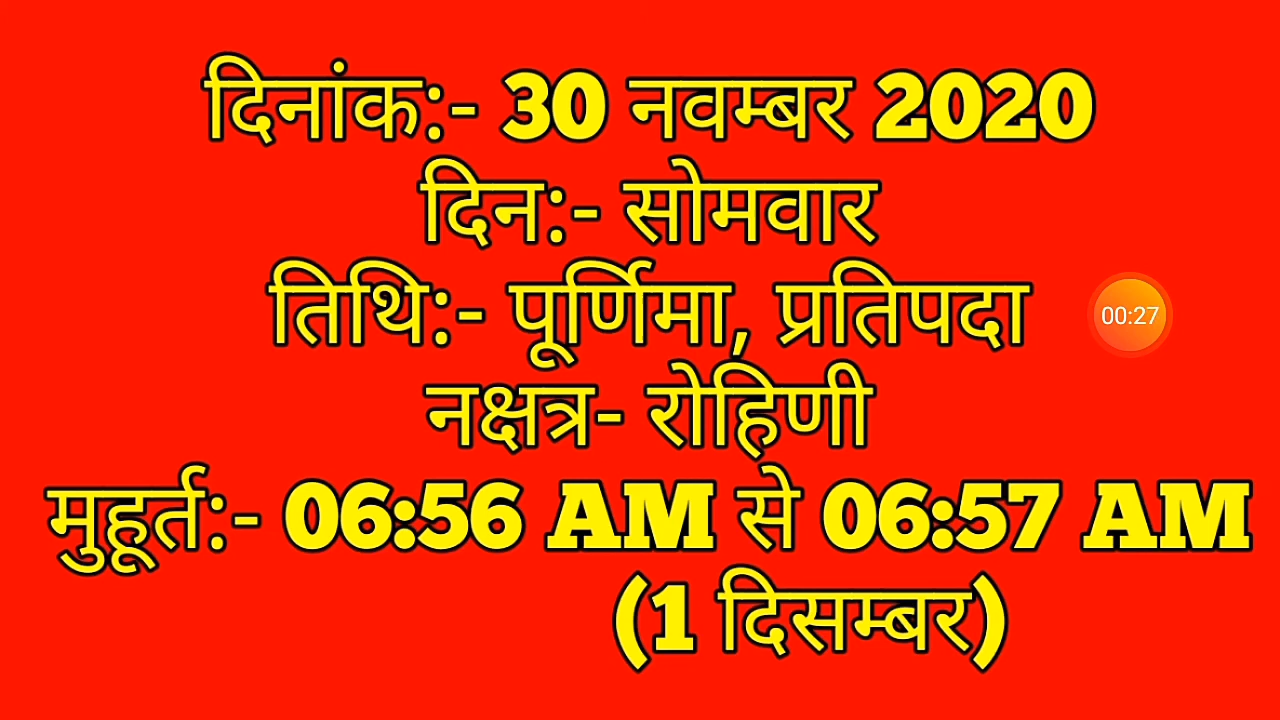 दिनांक:- 30 नवम्बर 2020
दिन:- सोमवार
तिथि:- पूर्णिमा, प्रतिपदा
00:27
नक्षत्र- रोहिणी
मुहूर्त:- 06:56 AM से 06:57 AM
(1 दिसम्बर)